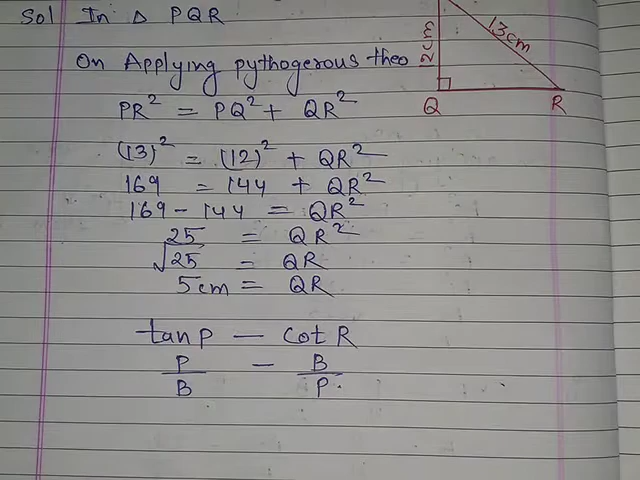 Sol In △ PQR
On Applying pythogerous theo
PR² = PQ² + QR²
(13)² = (12)² + QR²
169 = 144 + QR²
169 - 144 = QR²
25 = QR²
√25 = QR
5cm = QR
tan P — cot R
P/B — B/P.
12cm
13cm
Q R